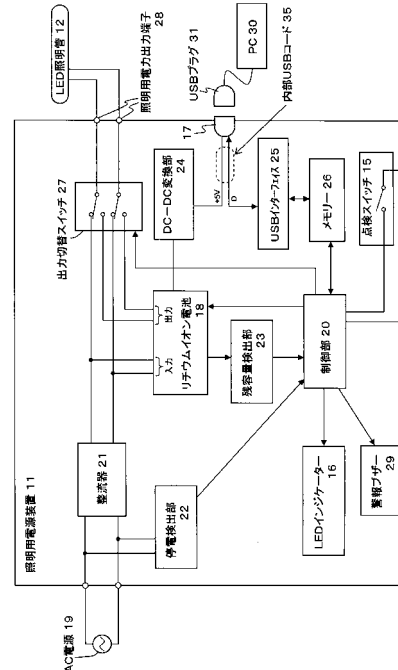 照明用電源装置 11
AC電源 19
整流器 21
停電検出部
22
入力
出力
リチウムイオン電池
18
残容量検出部
23
制御部 20
LEDインジケーター
16
警報ブザー
29
出力切替スイッチ 27
DC－DC変換部
24
+5V
D
USBインターフェイス
25
メモリー 26
点検スイッチ 15
LED照明管 12
照明用電力出力端子
28
USBプラグ 31
17
PC 30
内部USBコード 35